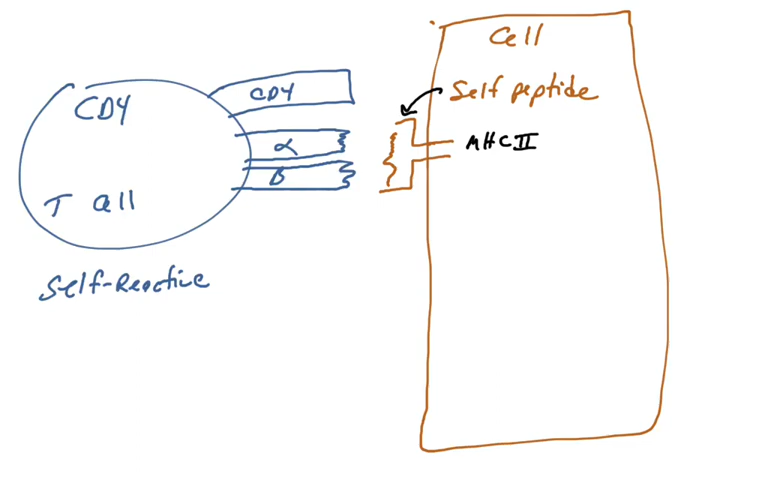 Cell
CD4
Self peptide
CD4
MHC II
α
β
T Cell
Self-Reactive